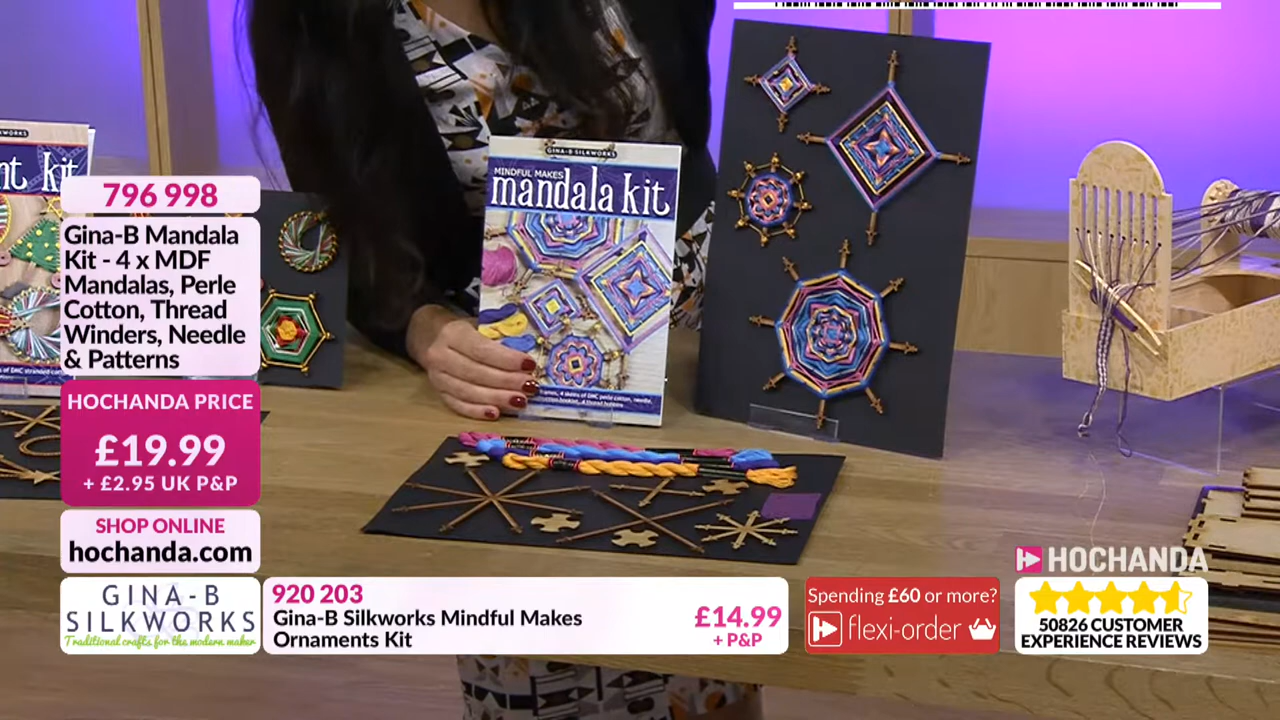 WORKS
nt kit
796 998
Gina-B Mandala
Kit - 4 x MDF
Mandalas, Perle
Cotton, Thread
Winders, Needle
& Patterns
HOCHANDA PRICE
£19.99
+ £2.95 UK P&P
SHOP ONLINE
hochanda.com
GINA-B SILKWORKS
MINDFUL MAKES
mandala kit
GINA-B
SILKWORKS
Traditional crafts for the modern maker
920 203
Gina-B Silkworks Mindful Makes
Ornaments Kit
£14.99
+ P&P
Spending £60 or more?
flexi-order
HOCHANDA
50826 CUSTOMER
EXPERIENCE REVIEWS